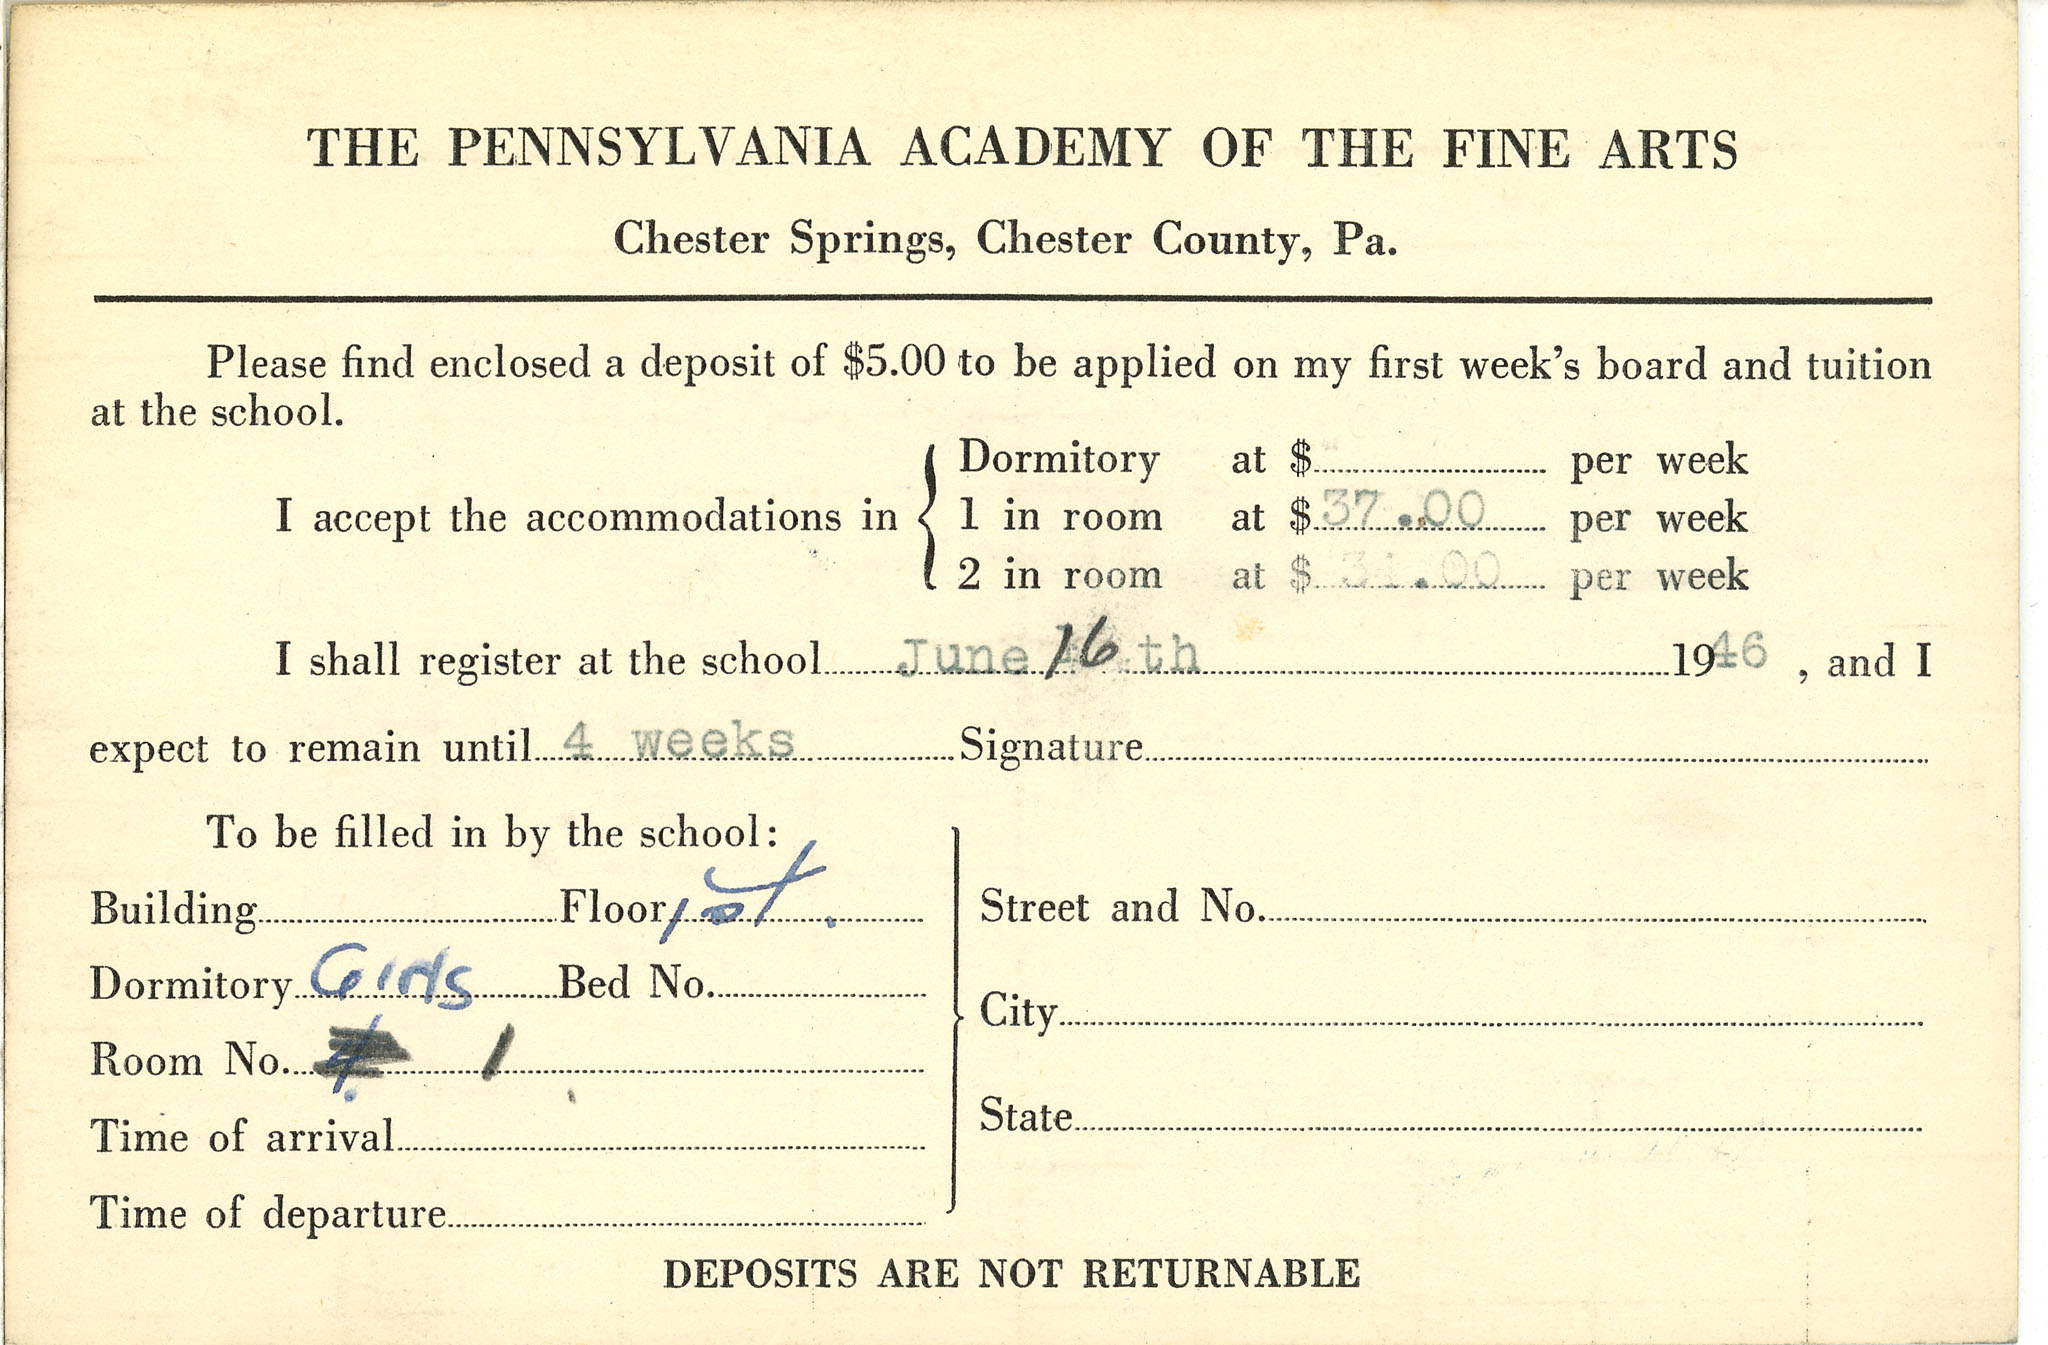 THE PENNSYLVANIA ACADEMY OF THE FINE ARTS
Chester Springs, Chester County, Pa.
Please find enclosed a deposit of $5.00 to be applied on my first week's board and tuition
at the school.
Dormitory at $ per week
I accept the accommodations in { 1 in room at $ 37.00 per week
2 in room at $ 34.00 per week
I shall register at the school June 16 th 1946 , and I
expect to remain until 4 weeks Signature
To be filled in by the school:
Building Floor 1st.
Dormitory Girls Bed No.
Room No. 1
Time of arrival
Time of departure
Street and No.
City
State
DEPOSITS ARE NOT RETURNABLE